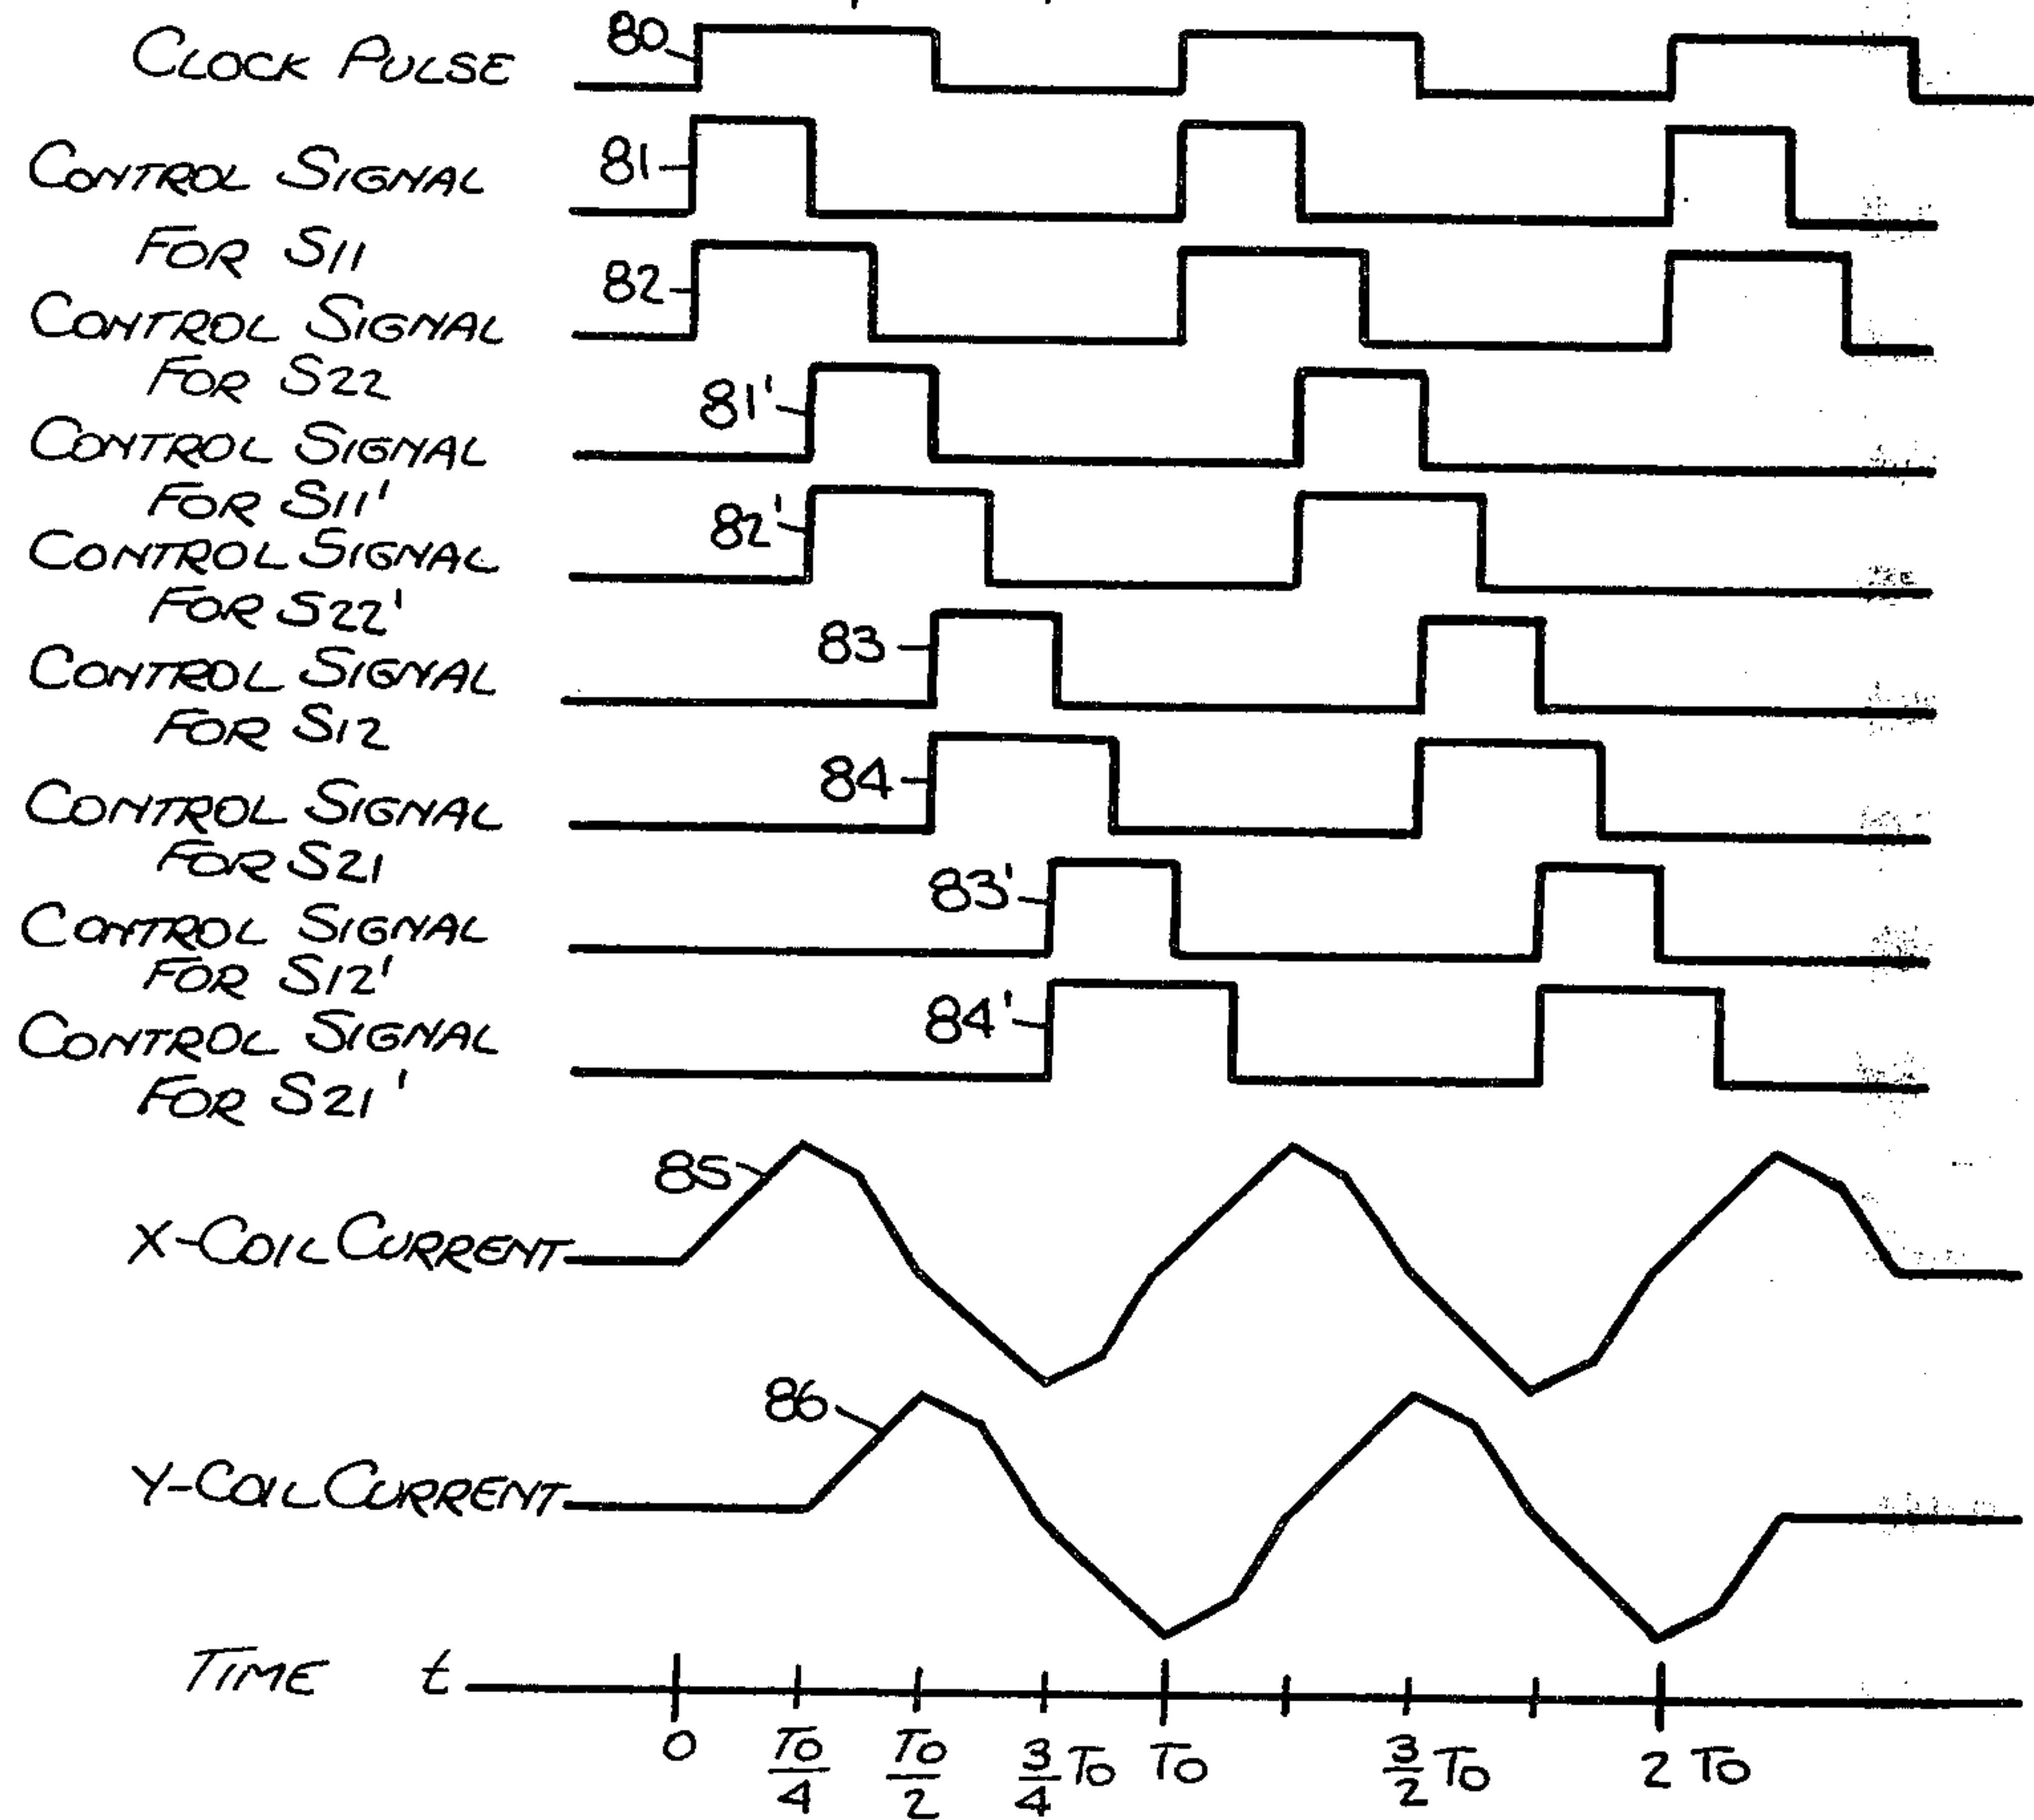 CLOCK PULSE 80
CONTROL SIGNAL 81
FOR S11
CONTROL SIGNAL 82
FOR S22
CONTROL SIGNAL 81'
FOR S11'
CONTROL SIGNAL 82'
FOR S22'
CONTROL SIGNAL 83
FOR S12
CONTROL SIGNAL 84
FOR S21
CONTROL SIGNAL 83'
FOR S12'
CONTROL SIGNAL 84'
FOR S21'
X-COIL CURRENT 85
Y-COIL CURRENT 86
TIME t
0 To/4 To/2 3/4 To To 3/2 To 2 To